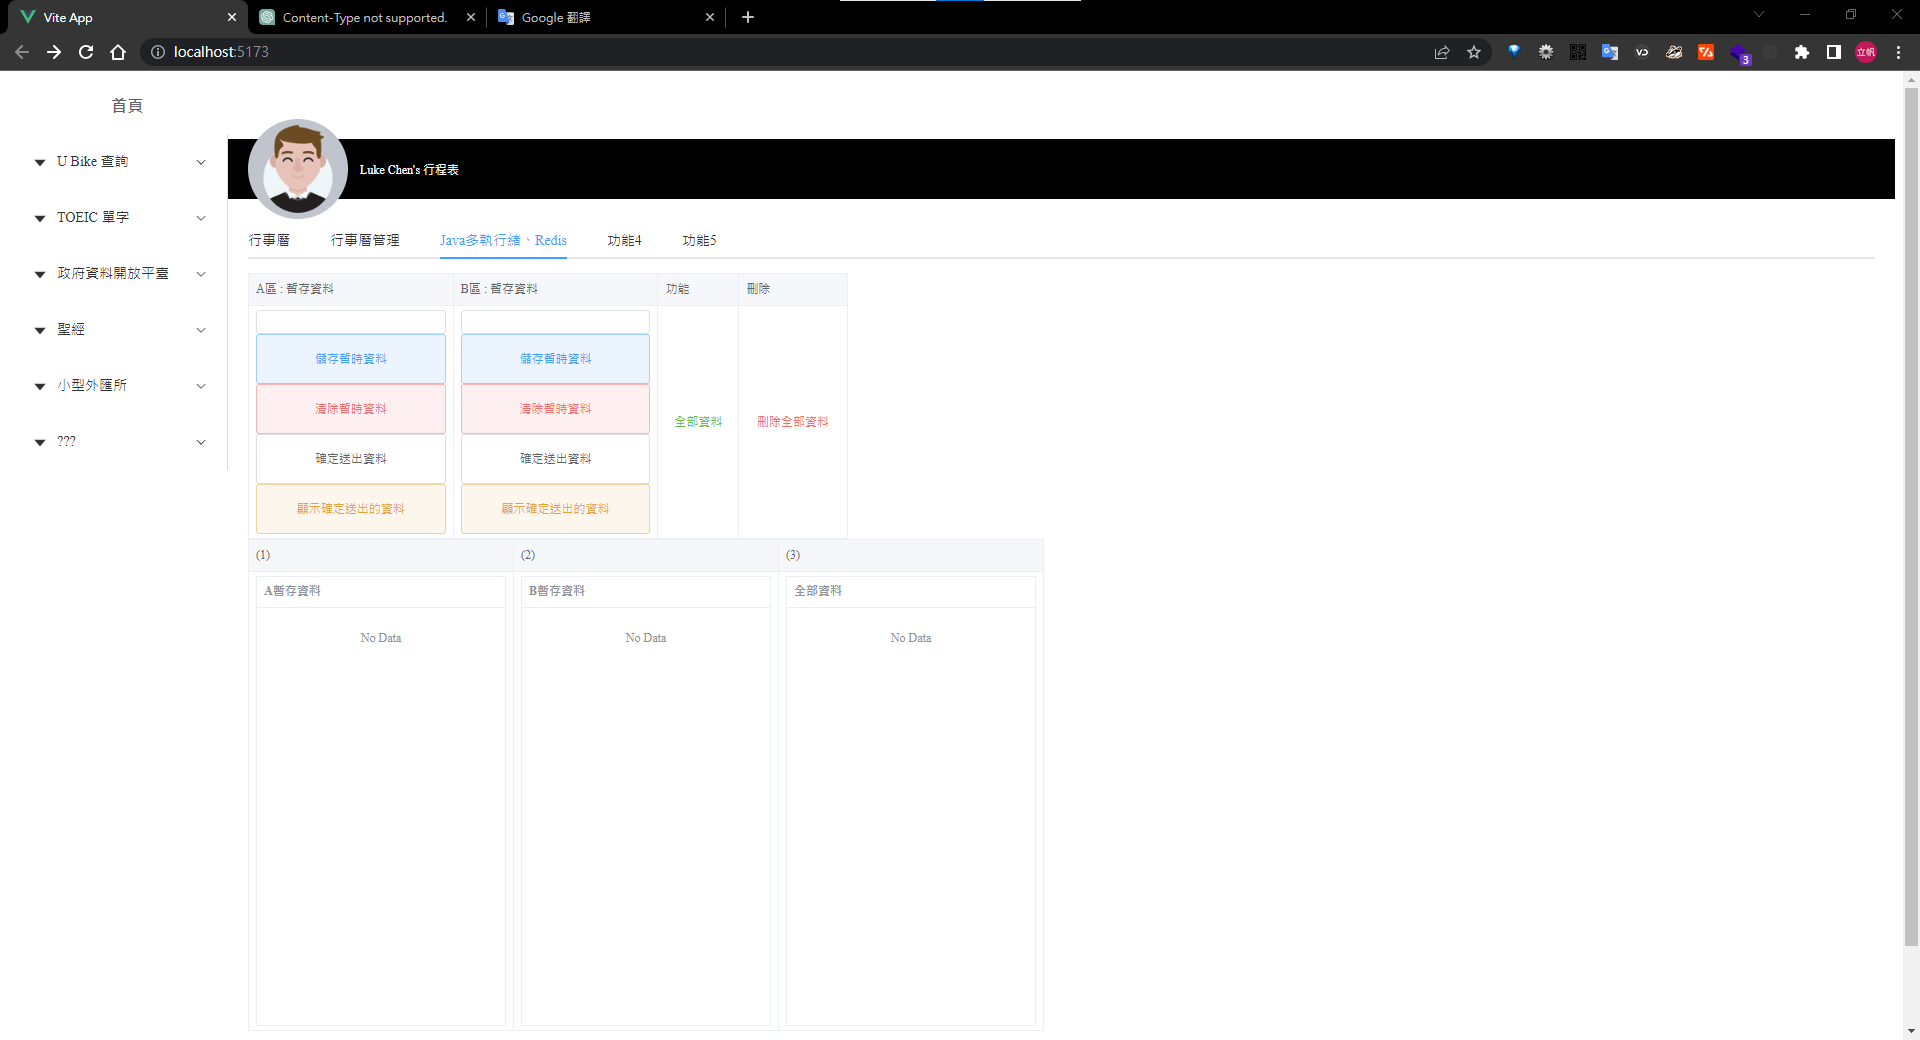 Vite App
Content-Type not supported.
Google 翻譯
localhost:5173
3
立帆
首頁
U Bike 查詢
TOEIC 單字
政府資料開放平臺
聖經
小型外匯所
???
Luke Chen's 行程表
行事曆
行事曆管理
Java多執行緒、Redis
功能4
功能5
A區 : 暫存資料
B區 : 暫存資料
功能
刪除
儲存暫時資料
儲存暫時資料
清除暫時資料
清除暫時資料
全部資料
刪除全部資料
確定送出資料
確定送出資料
顯示確定送出的資料
顯示確定送出的資料
(1)
(2)
(3)
A暫存資料
B暫存資料
全部資料
No Data
No Data
No Data